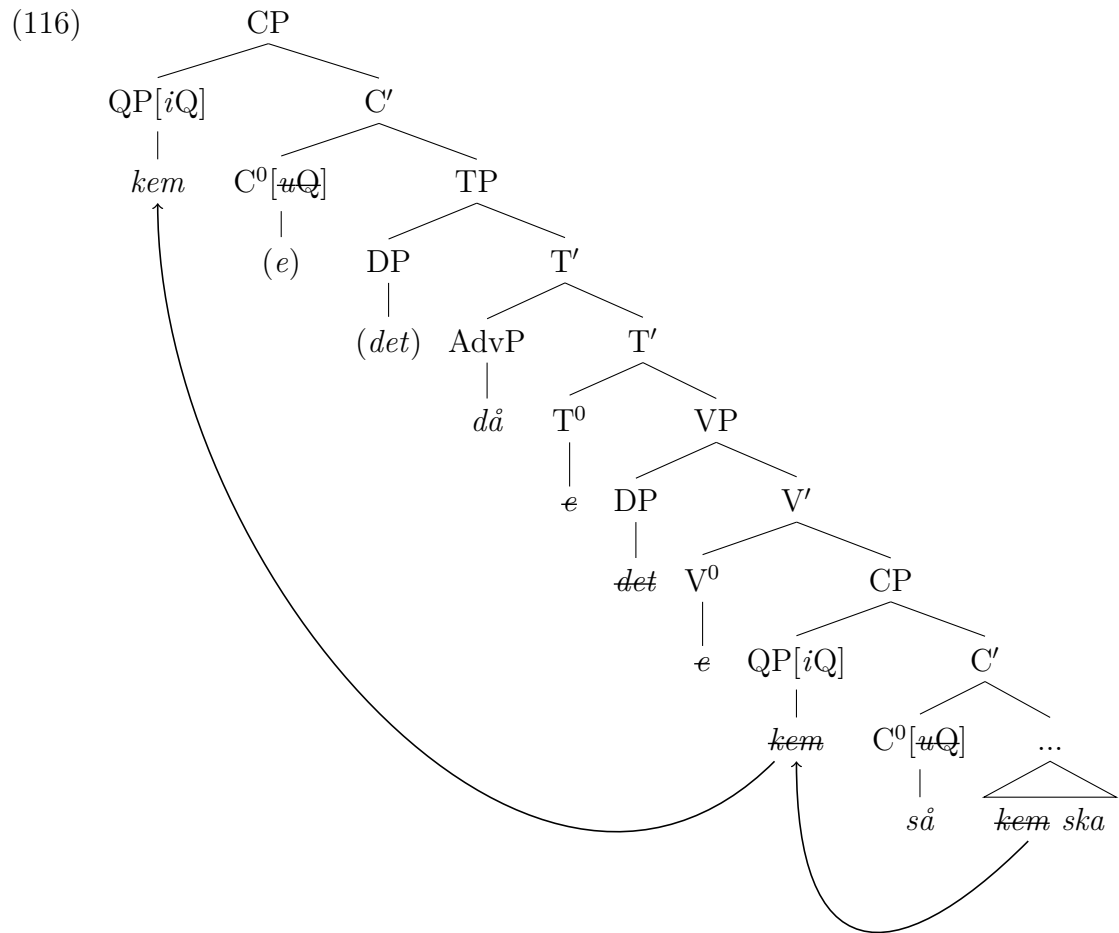 (116) CP
QP[iQ] C′
kem C⁰[uQ] TP
(e) DP T′
(det) AdvP T′
då T⁰ VP
e DP V′
det V⁰ CP
e QP[iQ] C′
kem C⁰[uQ] ...
så kem ska